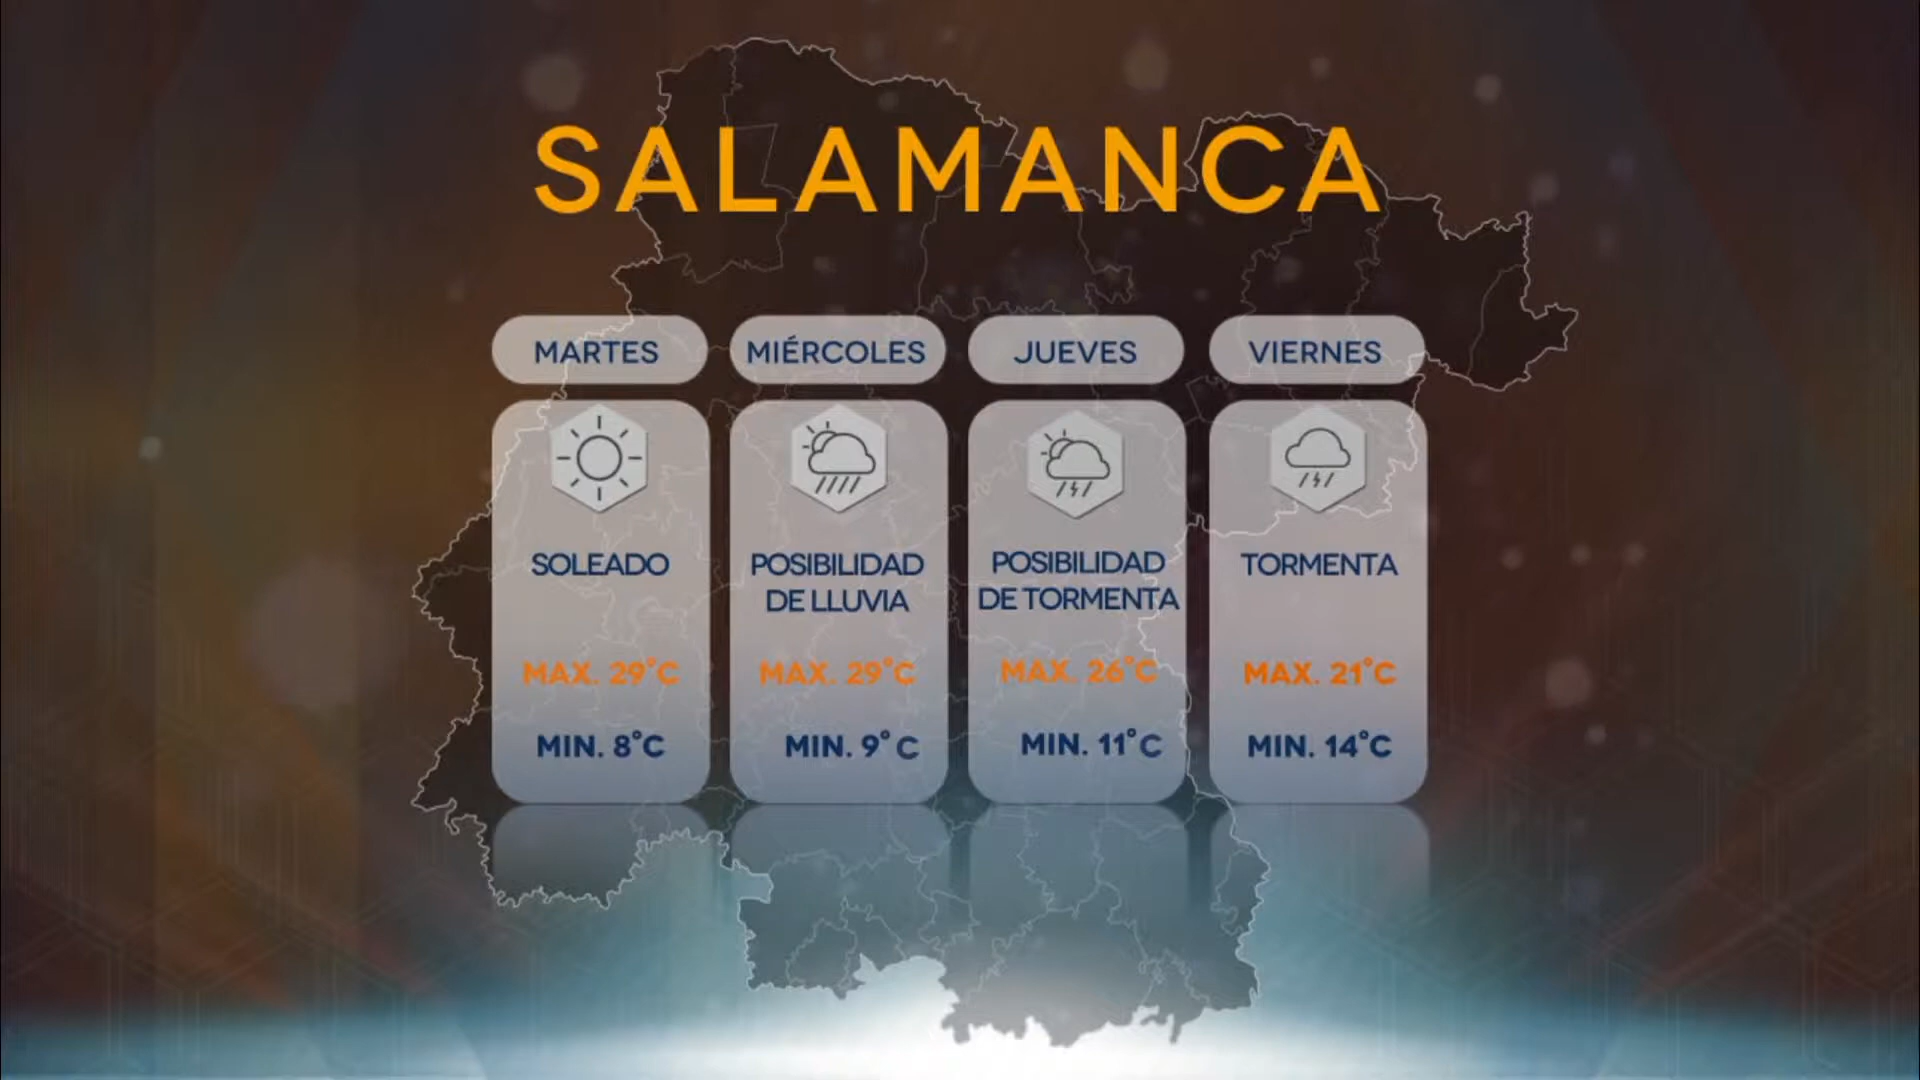 SALAMANCA
MARTES
SOLEADO
MAX. 29°C
MIN. 8°C
MIÉRCOLES
POSIBILIDAD
DE LLUVIA
MAX. 29°C
MIN. 9°C
JUEVES
POSIBILIDAD
DE TORMENTA
MAX. 26°C
MIN. 11°C
VIERNES
TORMENTA
MAX. 21°C
MIN. 14°C